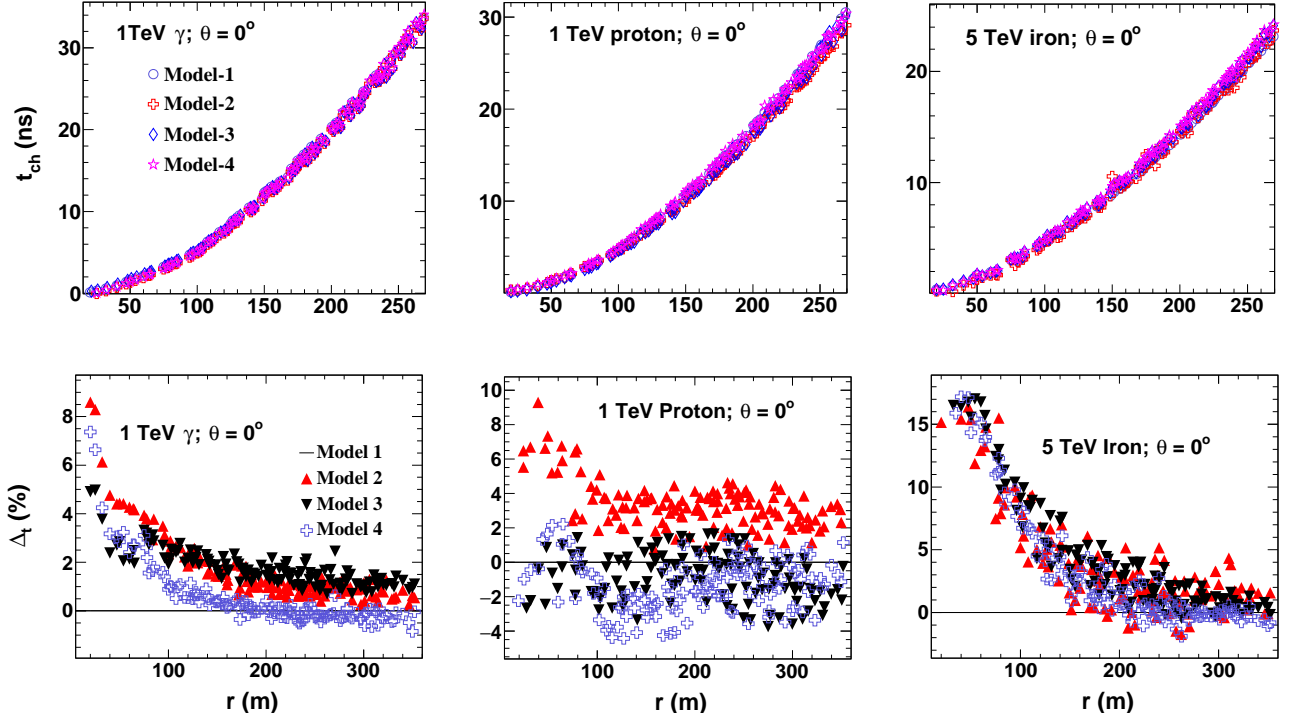 1TeV γ; θ = 0°
Model-1
Model-2
Model-3
Model-4
t_ch (ns)
30
20
10
0
50 100 150 200 250
1 TeV proton; θ = 0°
30
20
10
50 100 150 200 250
5 TeV iron; θ = 0°
20
10
50 100 150 200 250
1 TeV γ; θ = 0°
Model 1
Model 2
Model 3
Model 4
Δ_t (%)
8
6
4
2
0
100 200 300
r (m)
1 TeV Proton; θ = 0°
10
8
6
4
2
0
−2
−4
100 200 300
r (m)
5 TeV Iron; θ = 0°
15
10
5
0
100 200 300
r (m)